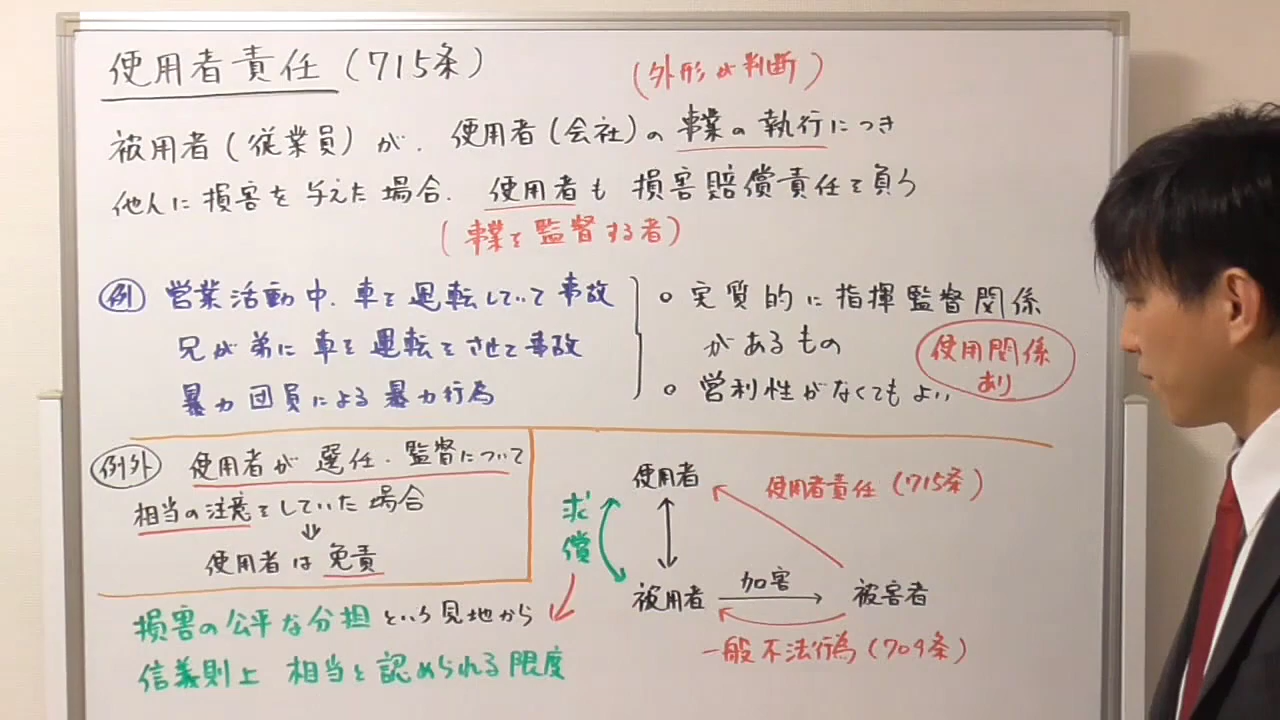 使用者責任（715条）
（外形が判断）
被用者（従業員）が、使用者（会社）の事業の執行につき
他人に損害を与えた場合、使用者も損害賠償責任を負う
（事業を監督する者）
例 営業活動中、車を運転していて事故
兄が弟に車を運転をさせて事故
暴力団員による暴力行為
○ 実質的に指揮監督関係
があるもの
○ 営利性がなくてもよい
使用関係
あり
例外 使用者が選任、監督について
相当の注意をしていた場合
⇓
使用者は免責
使用者
使用者責任（715条）
求償
被用者
加害
被害者
一般不法行為（709条）
損害の公平な分担という見地から
信義則上 相当と認められる限度